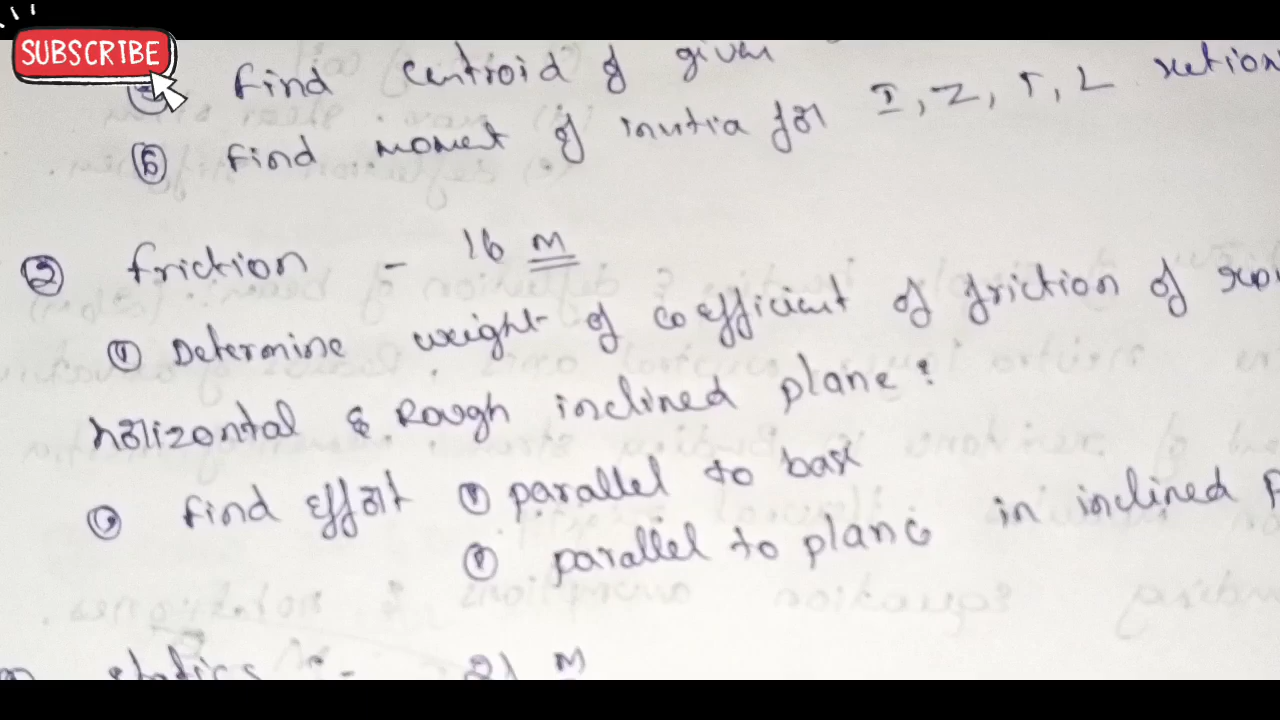 SUBSCRIBE
Find centroid of given
⑥ Find moment of inertia for I, Z, T, L section
② friction - 16 M
① Determine weight of coefficient of friction of
horizontal & Rough inclined plane :
② find effort ① parallel to base
② parallel to plane in inclined P
statics :- 21 M